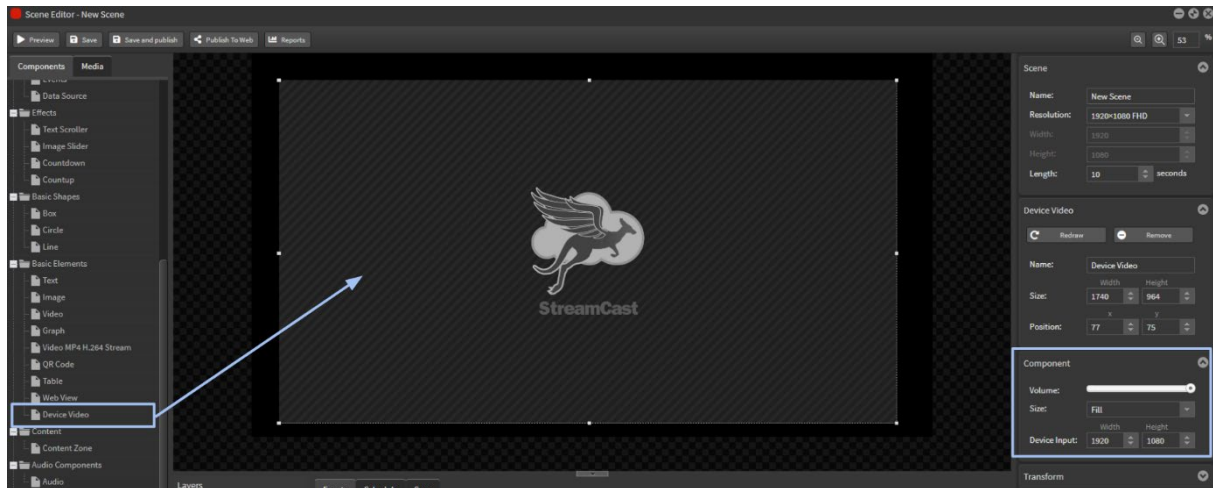 Scene Editor - New Scene
Preview Save Save and publish Publish To Web Reports 53 %
Components Media
Events
Data Source
Effects
Text Scroller
Image Slider
Countdown
Countup
Basic Shapes
Box
Circle
Line
Basic Elements
Text
Image
Video
Graph
Video MP4 H.264 Stream
QR Code
Table
Web View
Device Video
Content
Content Zone
Audio Components
Audio
StreamCast
Layers
Scene
Name: New Scene
Resolution: 1920×1080 FHD
Width: 1920
Height: 1080
Length: 10 seconds
Device Video
Redraw Remove
Name: Device Video
Width Height
Size: 1740 964
x y
Position: 77 75
Component
Volume:
Size: Fill
Width Height
Device Input: 1920 1080
Transform